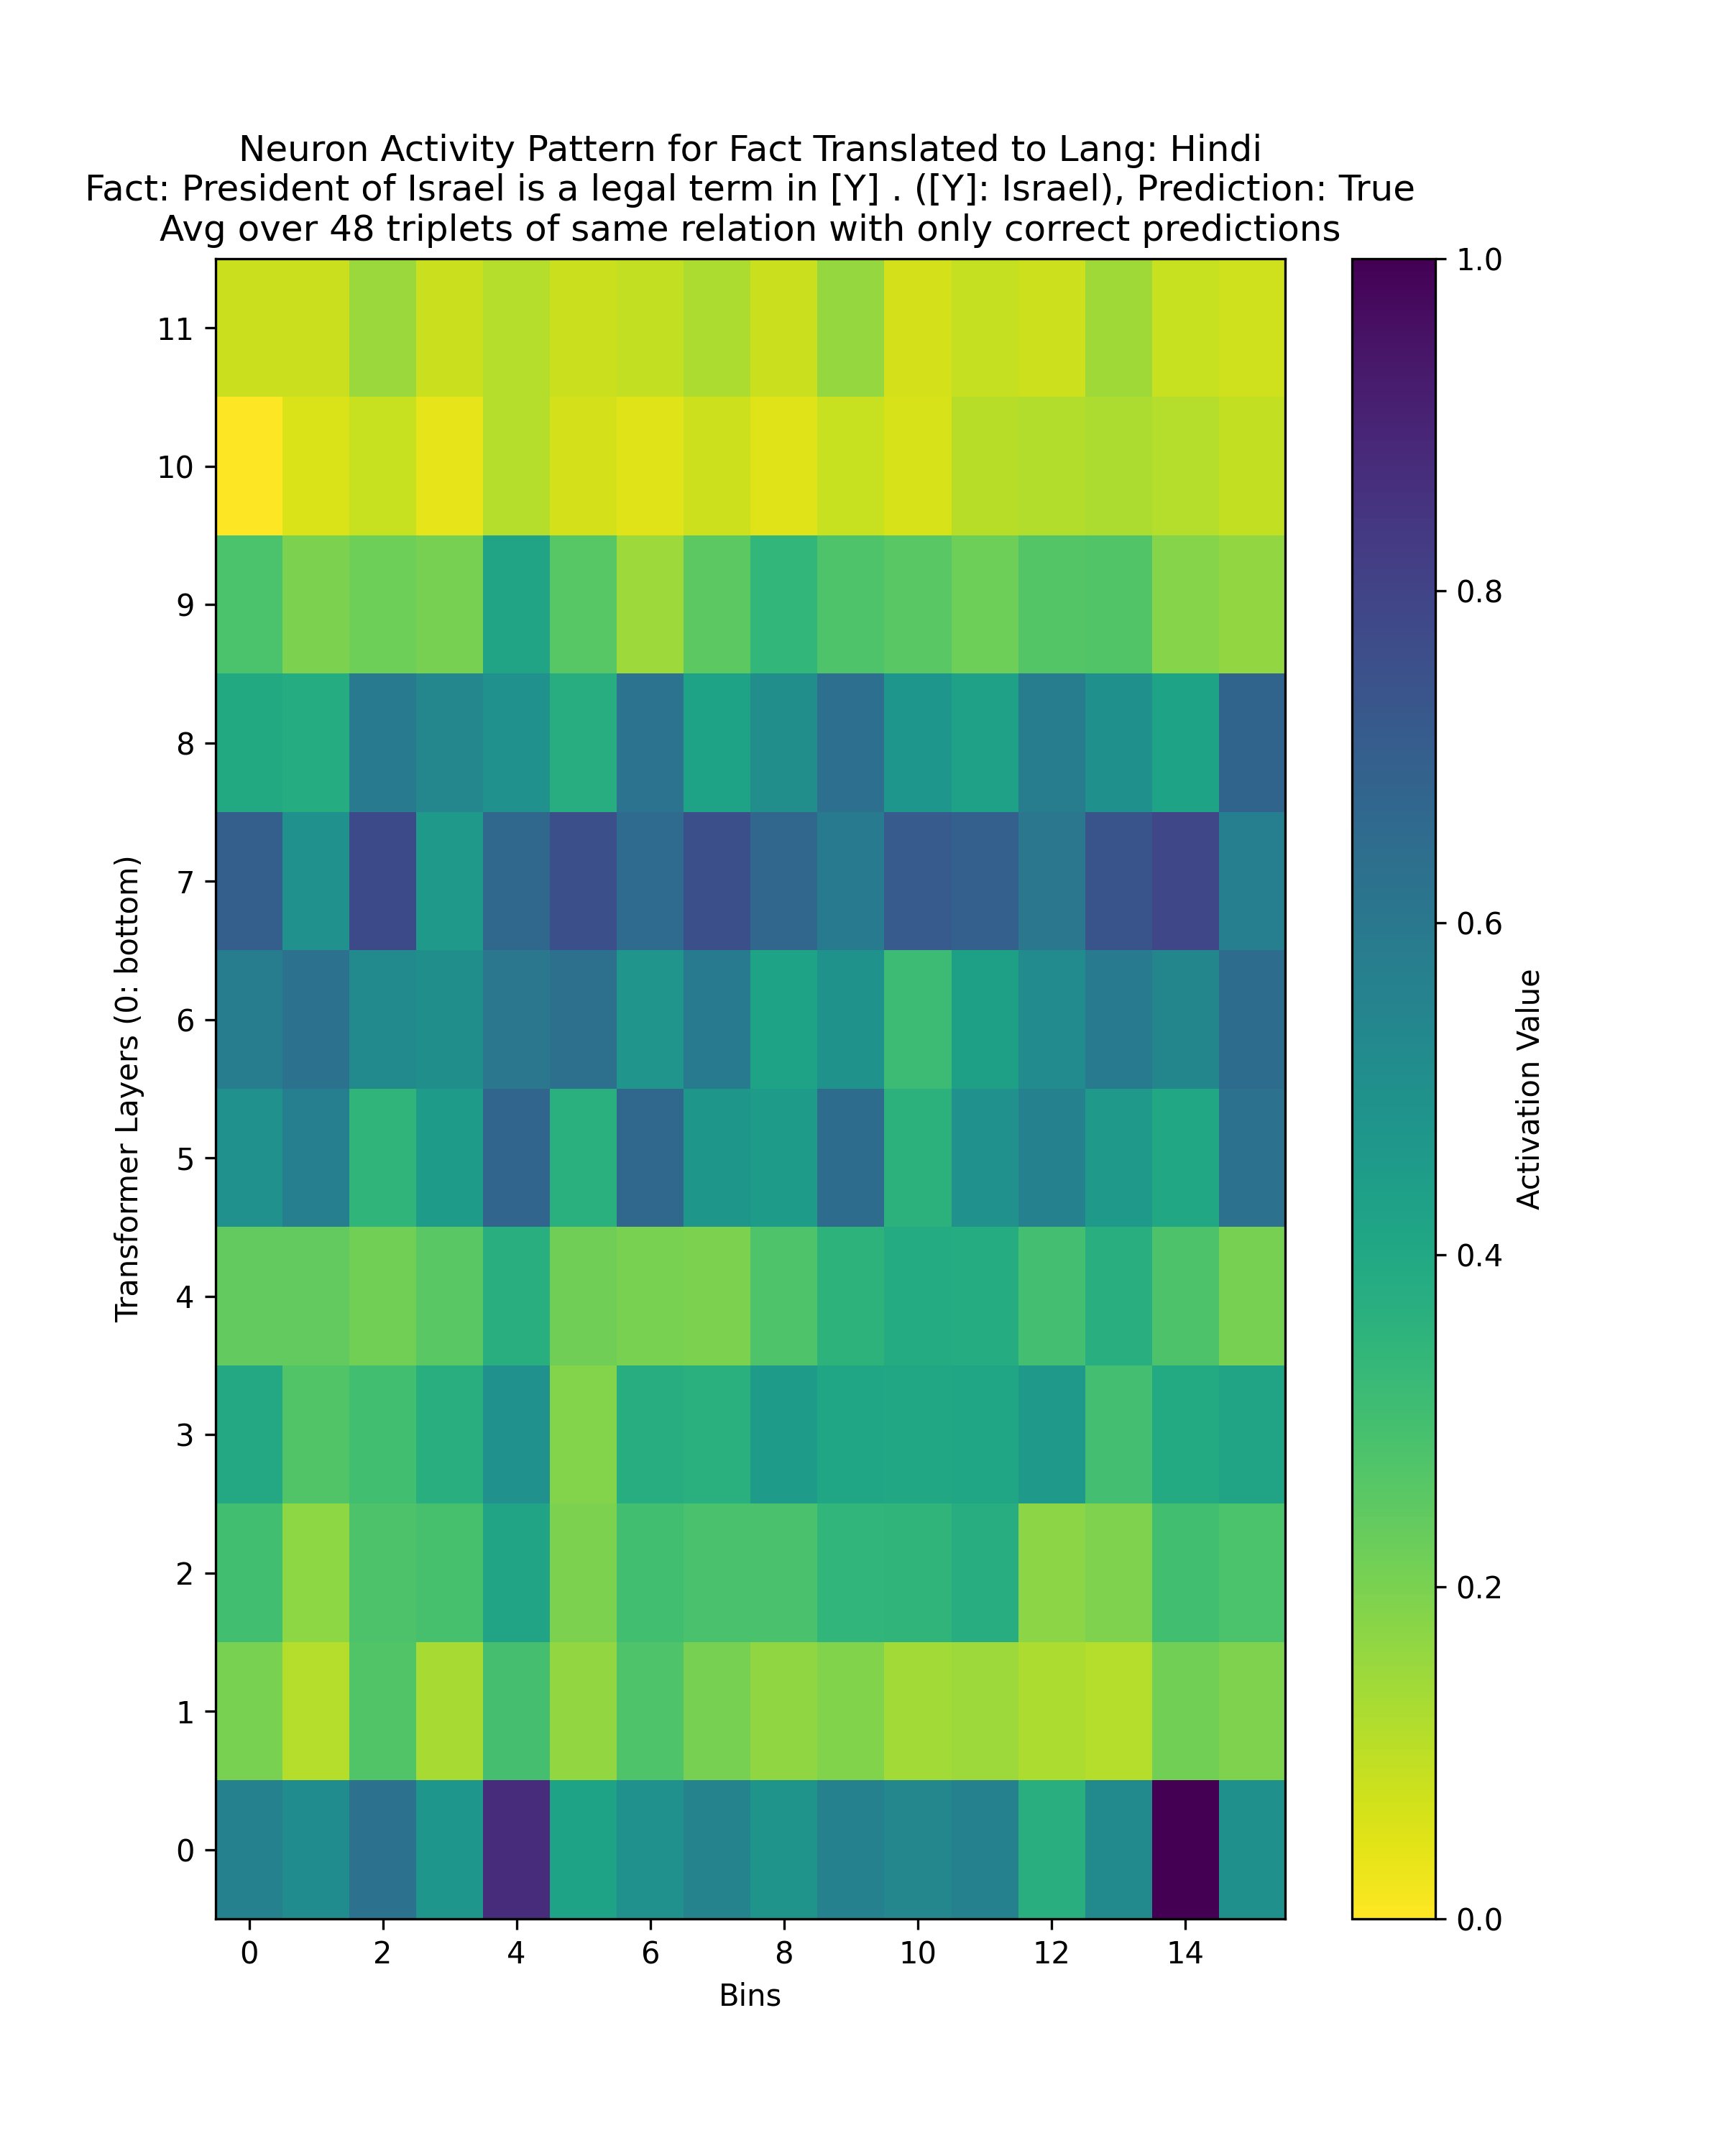 Neuron Activity Pattern for Fact Translated to Lang: Hindi
Fact: President of Israel is a legal term in [Y] . ([Y]: Israel), Prediction: True
Avg over 48 triplets of same relation with only correct predictions
11
10
9
8
7
6
5
4
3
2
1
0
Transformer Layers (0: bottom)
0 2 4 6 8 10 12 14
Bins
1.0
0.8
0.6
0.4
0.2
0.0
Activation Value